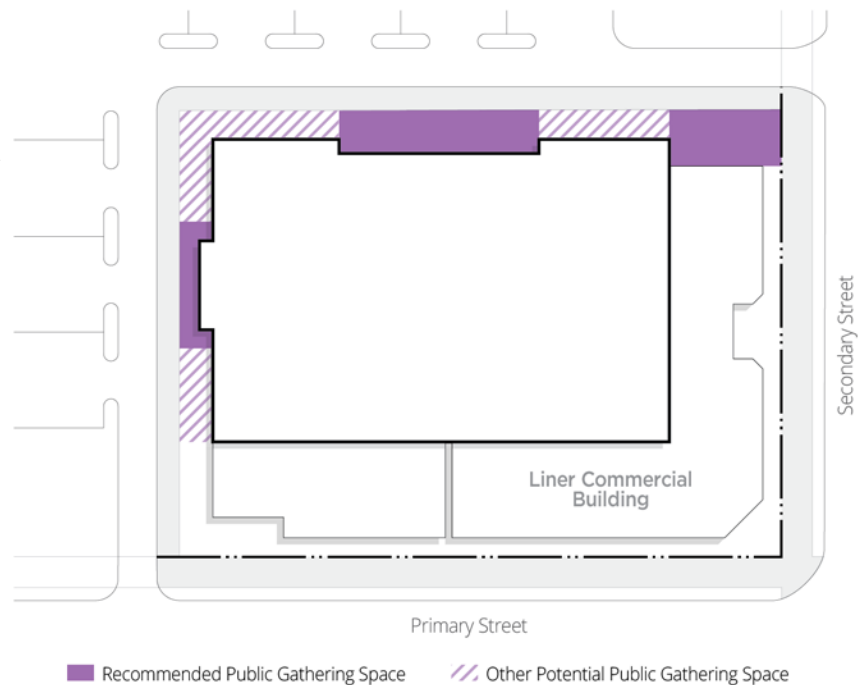 Secondary Street
Liner Commercial
Building
Primary Street
Recommended Public Gathering Space
Other Potential Public Gathering Space